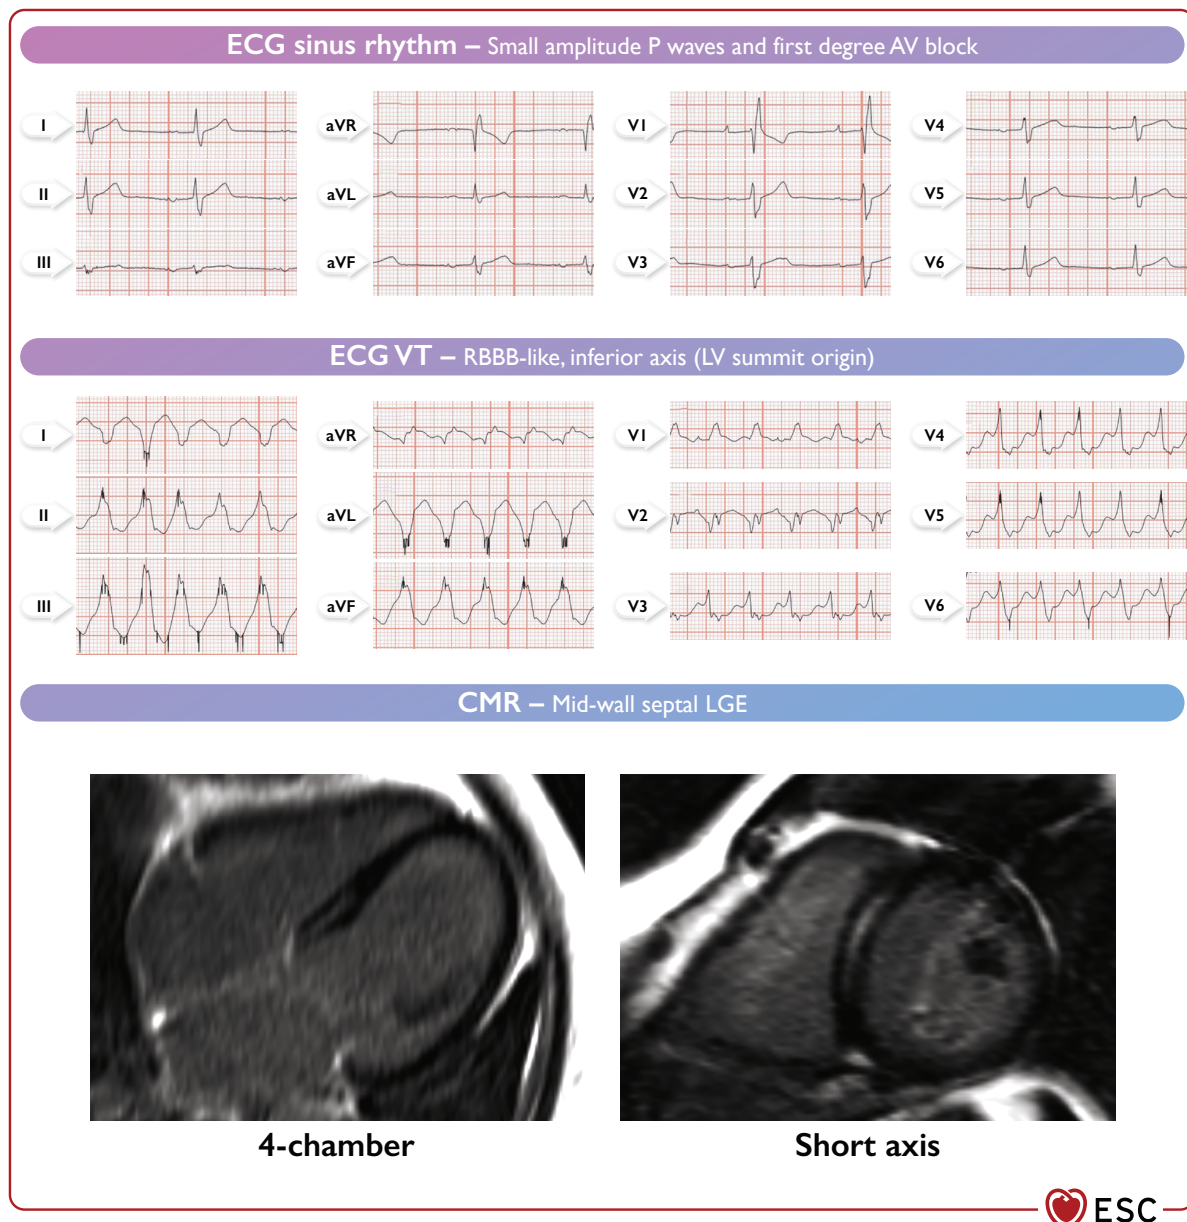 ECG sinus rhythm – Small amplitude P waves and first degree AV block
I
aVR
V1
V4
II
aVL
V2
V5
III
aVF
V3
V6
ECG VT – RBBB-like, inferior axis (LV summit origin)
I
aVR
V1
V4
II
aVL
V2
V5
III
aVF
V3
V6
CMR – Mid-wall septal LGE
4-chamber
Short axis
ESC